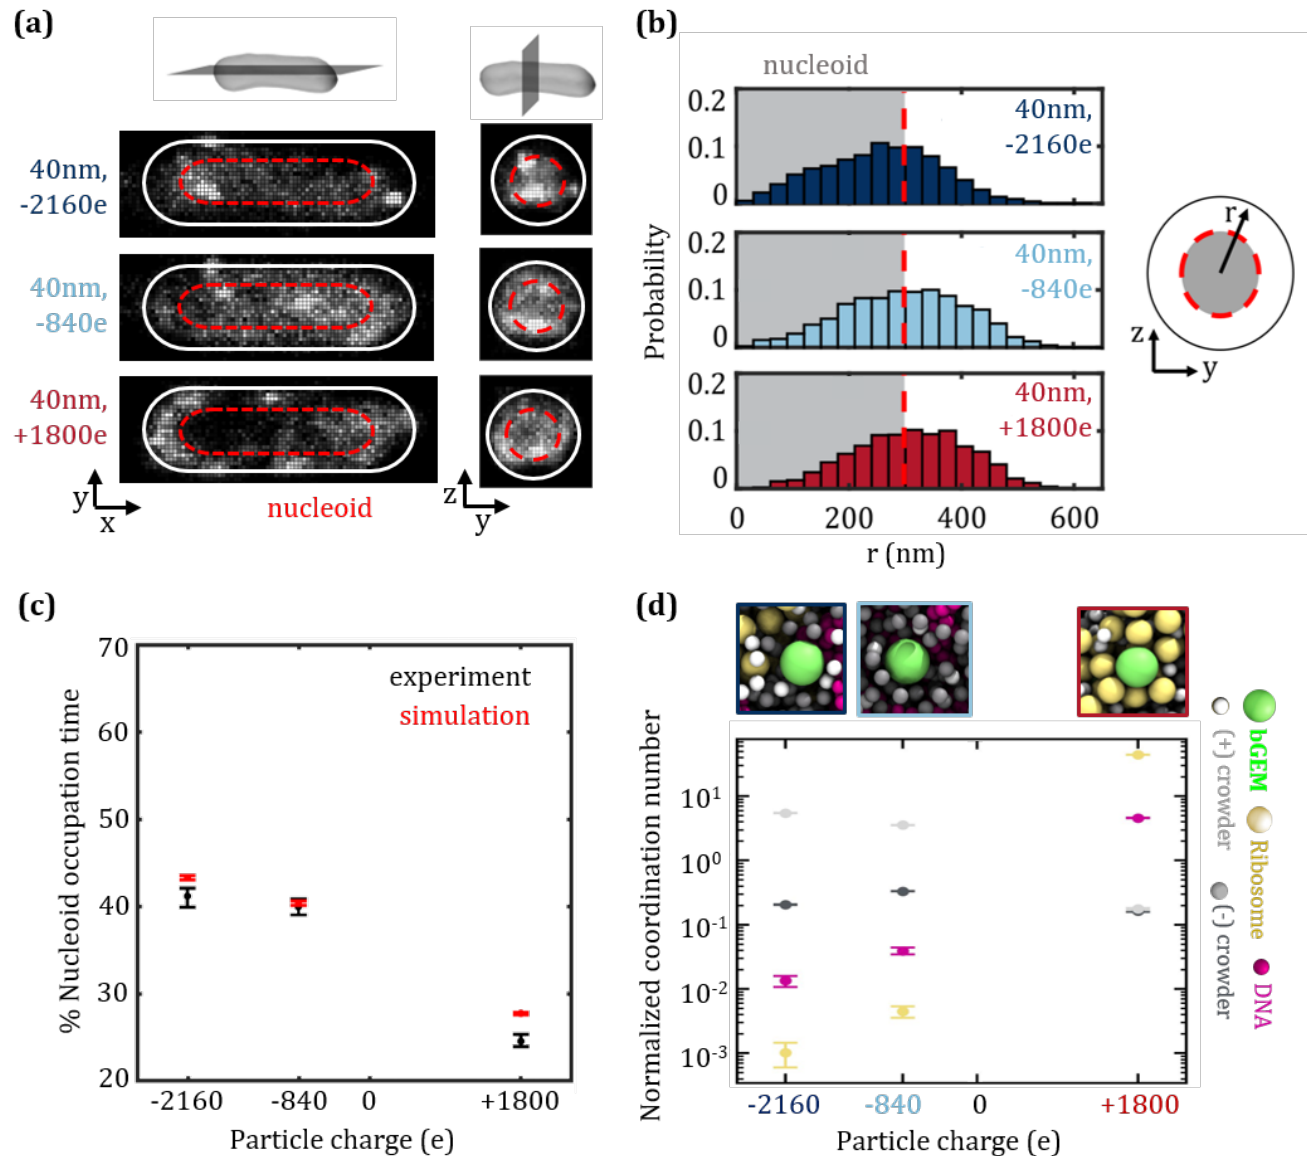 (a)
40nm,
-2160e
40nm,
-840e
40nm,
+1800e
y
x
z
y
nucleoid
(b)
nucleoid
Probability
0.2
0.1
0
40nm,
-2160e
0.2
0.1
0
40nm,
-840e
0.2
0.1
0
40nm,
+1800e
0 200 400 600
r (nm)
r
z
y
(c)
% Nucleoid occupation time
70
60
50
40
30
20
experiment
simulation
-2160 -840 0 +1800
Particle charge (e)
(d)
Normalized coordination number
10^1
10^0
10^-1
10^-2
10^-3
-2160 -840 0 +1800
Particle charge (e)
bGEM
Ribosome
DNA
(+) crowder
(-) crowder